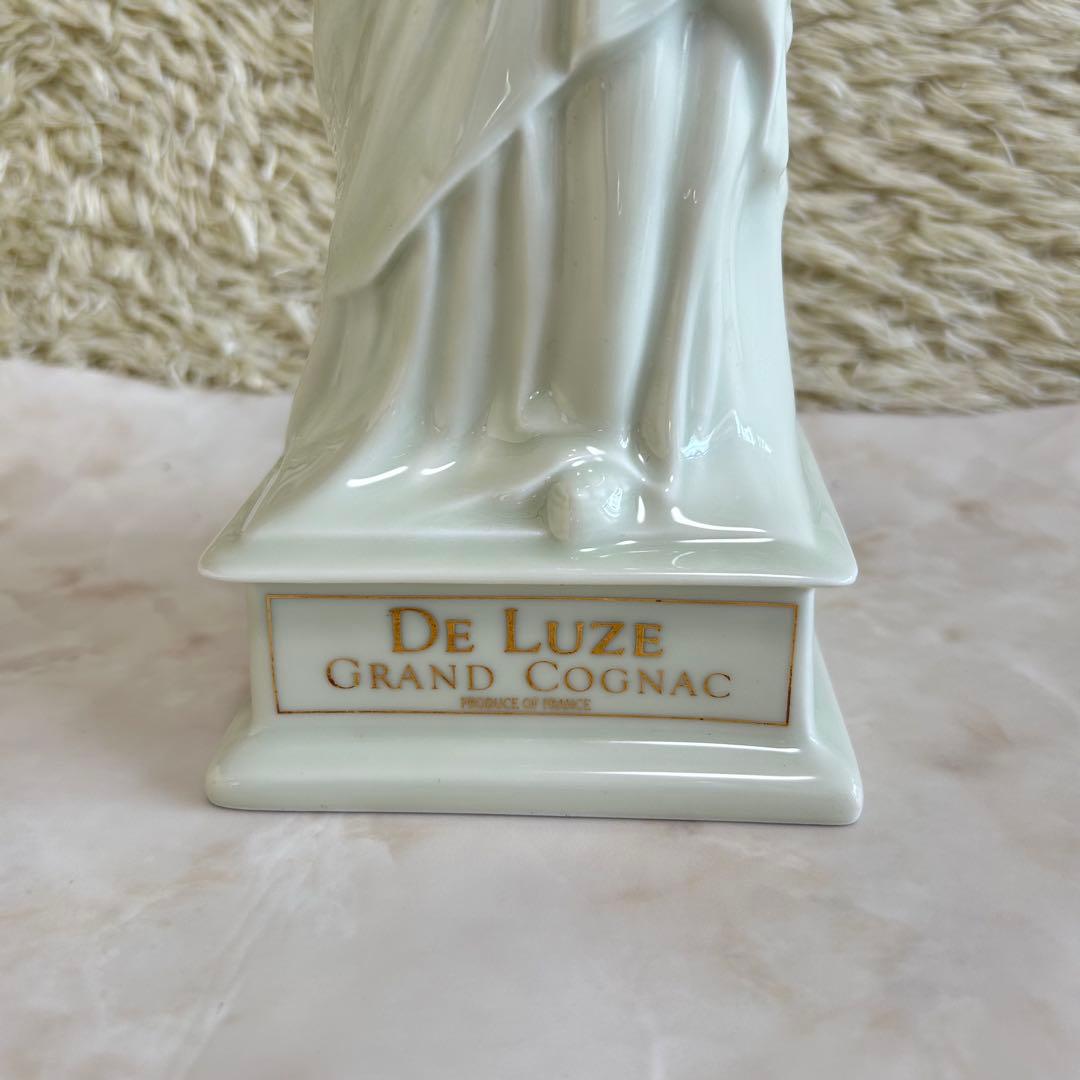 DE LUZE
GRAND COGNAC
PRODUCE OF FRANCE